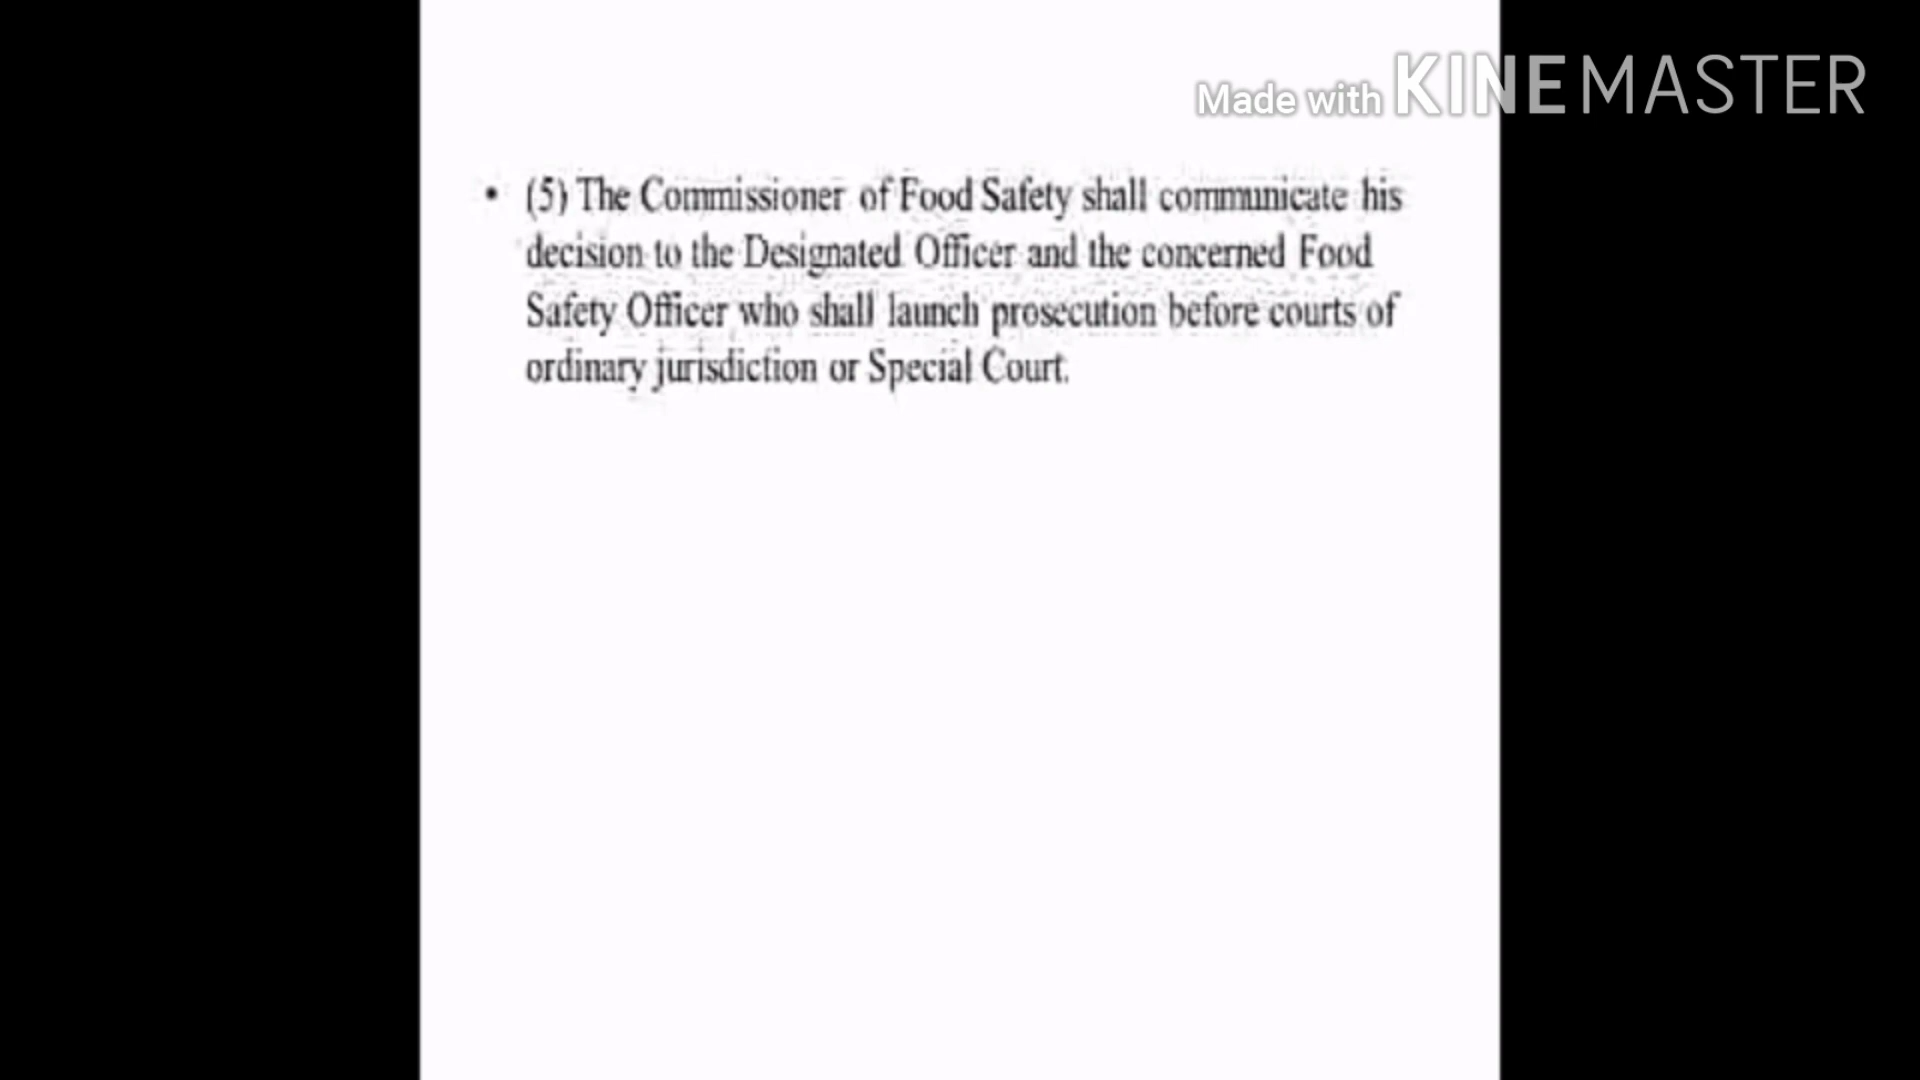 Made with KINEMASTER
• (5) The Commissioner of Food Safety shall communicate his
decision to the Designated Officer and the concerned Food
Safety Officer who shall launch prosecution before courts of
ordinary jurisdiction or Special Court.